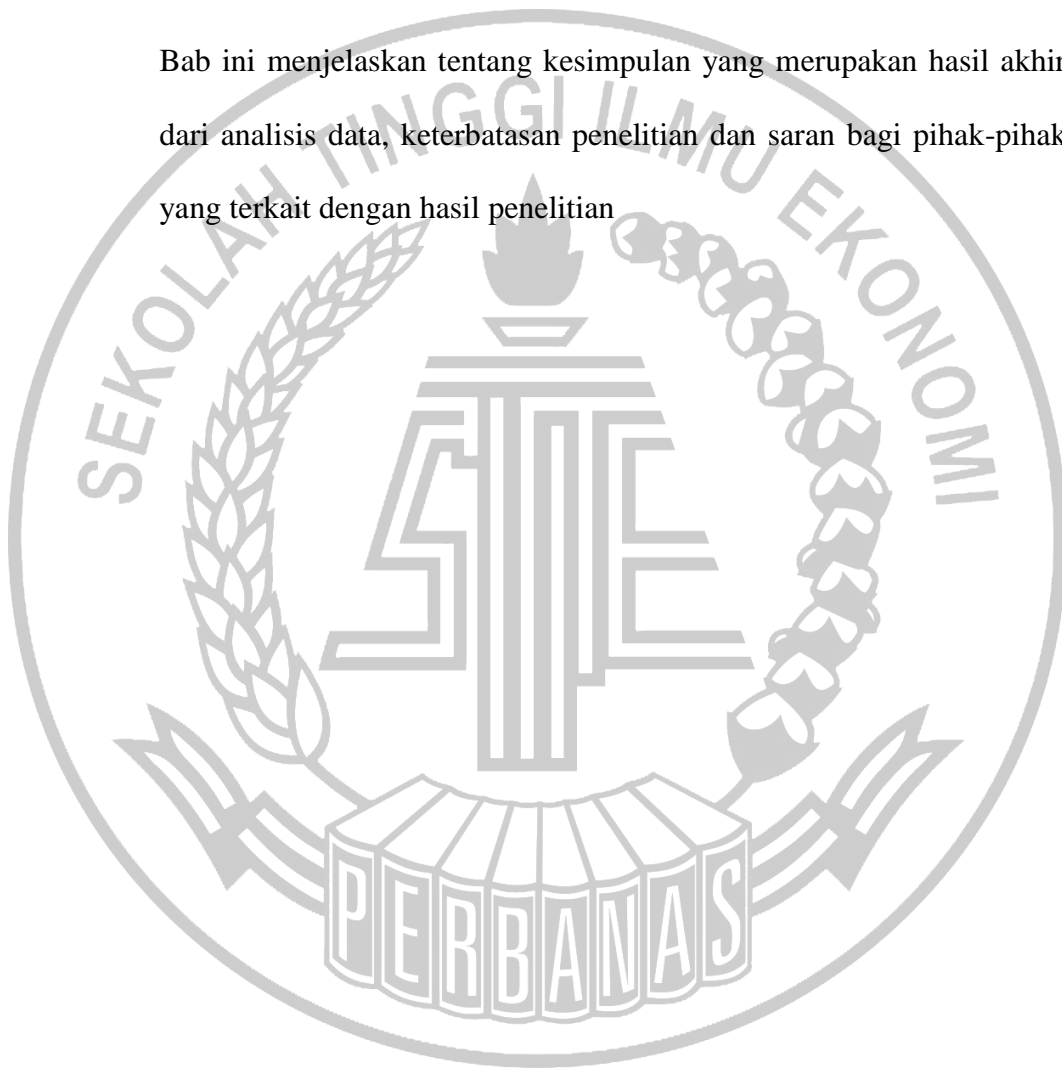 Bab ini menjelaskan tentang kesimpulan yang merupakan hasil akhir
dari analisis data, keterbatasan penelitian dan saran bagi pihak-pihak
yang terkait dengan hasil penelitian
SEKOLAH TINGGI ILMU EKONOMI
STIE
PERBANAS